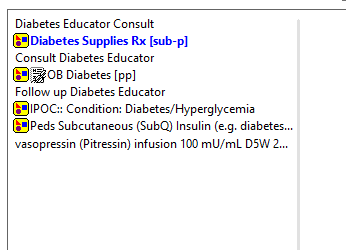 Diabetes Educator Consult
Diabetes Supplies Rx [sub-p]
Consult Diabetes Educator
OB Diabetes [pp]
Follow up Diabetes Educator
IPOC:: Condition: Diabetes/Hyperglycemia
Peds Subcutaneous (SubQ) Insulin (e.g. diabetes...
vasopressin (Pitressin) infusion 100 mU/mL D5W 2...